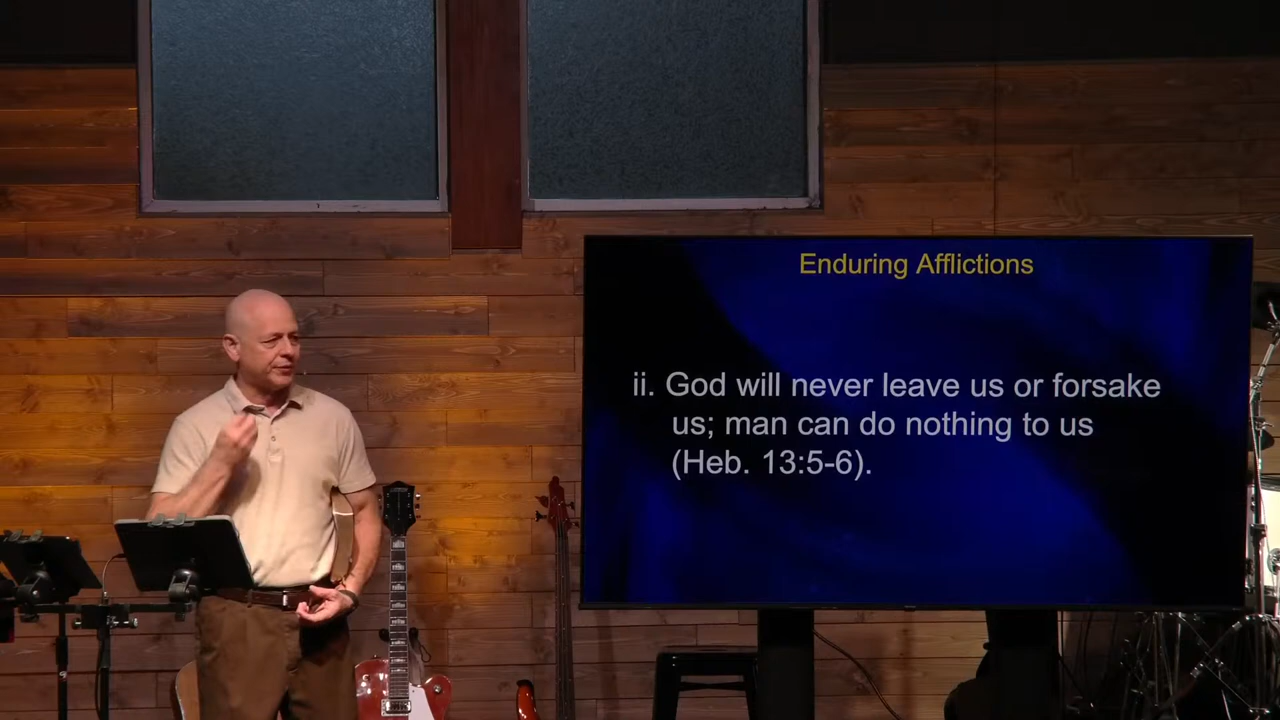 Enduring Afflictions
ii. God will never leave us or forsake
us; man can do nothing to us
(Heb. 13:5-6).